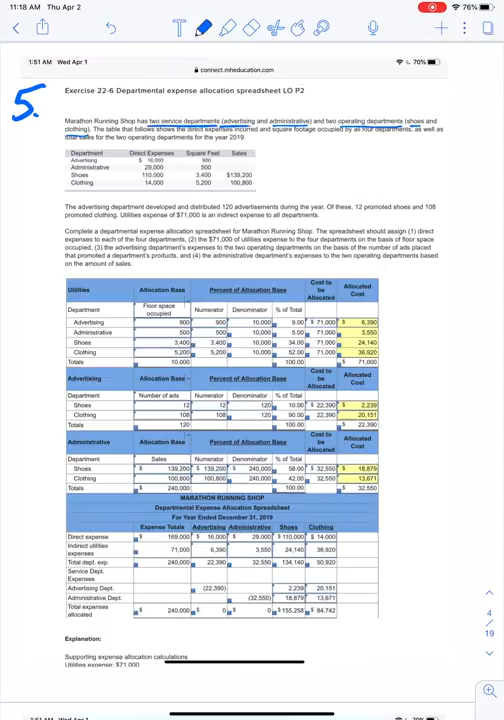 11:18 AM Thu Apr 2
76%
1:51 AM Wed Apr 1
70%
connect.mheducation.com
5.
Exercise 22-6 Departmental expense allocation spreadsheet LO P2
Marathon Running Shop has two service departments (advertising and administrative) and two operating departments (shoes and
clothing). The table that follows shows the direct expenses incurred and square footage occupied by all four departments, as well as
total sales for the two operating departments for the year 2019.
Department Direct Expenses Square Feet Sales
Advertising $ 16,000 900
Administrative 29,000 500
Shoes 110,000 3,400 $139,200
Clothing 14,000 5,200 100,800
The advertising department developed and distributed 120 advertisements during the year. Of these, 12 promoted shoes and 108
promoted clothing. Utilities expense of $71,000 is an indirect expense to all departments.
Complete a departmental expense allocation spreadsheet for Marathon Running Shop. The spreadsheet should assign (1) direct
expenses to each of the four departments, (2) the $71,000 of utilities expense to the four departments on the basis of floor space
occupied, (3) the advertising department's expenses to the two operating departments on the basis of the number of ads placed
that promoted a department's products, and (4) the administrative department's expenses to the two operating departments based
on the amount of sales.
Utilities Allocation Base Percent of Allocation Base Cost to be Allocated Allocated Cost
Department Floor space occupied Numerator Denominator % of Total
Advertising 900 900 10,000 9.00 $ 71,000 $ 6,390
Administrative 500 500 10,000 5.00 71,000 3,550
Shoes 3,400 3,400 10,000 34.00 71,000 24,140
Clothing 5,200 5,200 10,000 52.00 71,000 36,920
Totals 10,000 100.00 $ 71,000
Advertising Allocation Base Percent of Allocation Base Cost to be Allocated Allocated Cost
Department Number of ads Numerator Denominator % of Total
Shoes 12 12 120 10.00 $ 22,390 $ 2,239
Clothing 108 108 120 90.00 22,390 20,151
Totals 120 100.00 $ 22,390
Administrative Allocation Base Percent of Allocation Base Cost to be Allocated Allocated Cost
Department Sales Numerator Denominator % of Total
Shoes $ 139,200 $ 139,200 $ 240,000 58.00 $ 32,550 $ 18,879
Clothing 100,800 100,800 240,000 42.00 32,550 13,671
Totals $ 240,000 100.00 $ 32,550
MARATHON RUNNING SHOP
Departmental Expense Allocation Spreadsheet
For Year Ended December 31, 2019
Expense Totals Advertising Administrative Shoes Clothing
Direct expense $ 169,000 $ 16,000 $ 29,000 $ 110,000 $ 14,000
Indirect utilities expenses 71,000 6,390 3,550 24,140 36,920
Total dept. exp. 240,000 22,390 32,550 134,140 50,920
Service Dept. Expenses
Advertising Dept. (22,390) 2,239 20,151
Administrative Dept. (32,550) 18,879 13,671
Total expenses allocated $ 240,000 $ 0 $ 0 $ 155,258 $ 84,742
Explanation:
Supporting expense allocation calculations
Utilities expense: $71,000
4
/
19
1:51 AM Wed Apr 1
70%